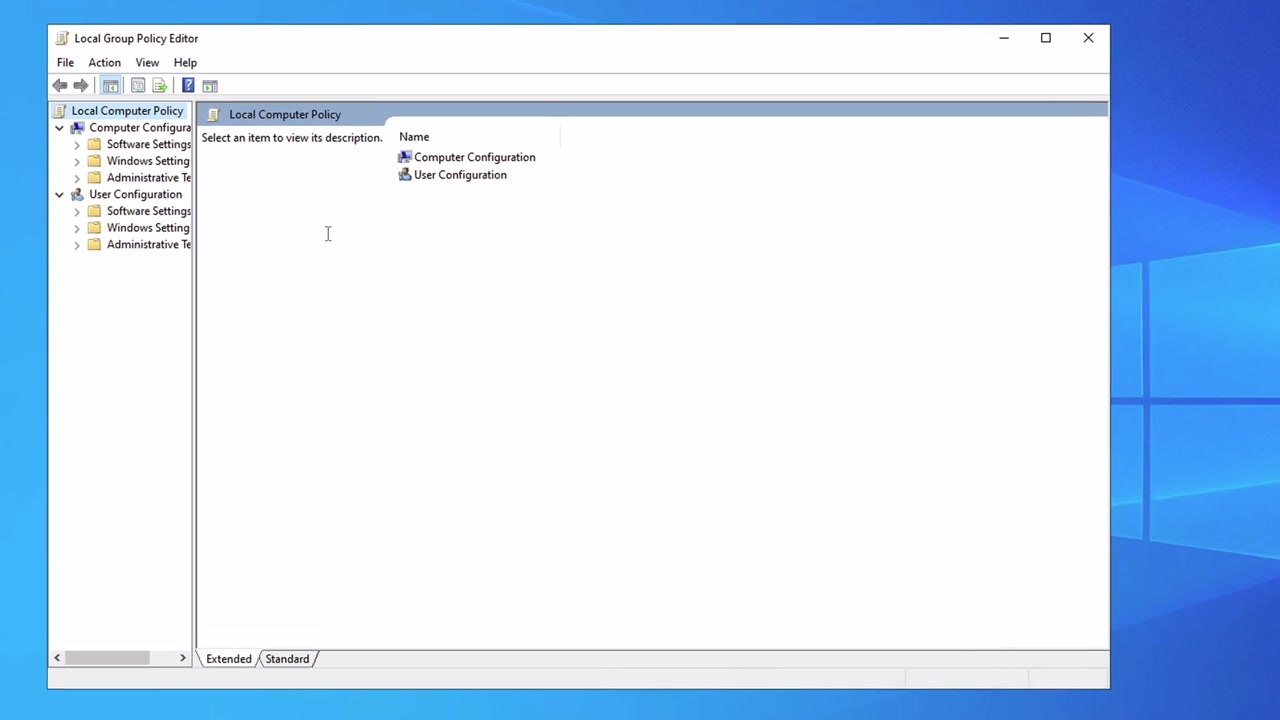 Local Group Policy Editor
File Action View Help
Local Computer Policy
Computer Configura
Software Settings
Windows Setting
Administrative Te
User Configuration
Software Settings
Windows Setting
Administrative Te
Local Computer Policy
Select an item to view its description.
Name
Computer Configuration
User Configuration
Extended Standard